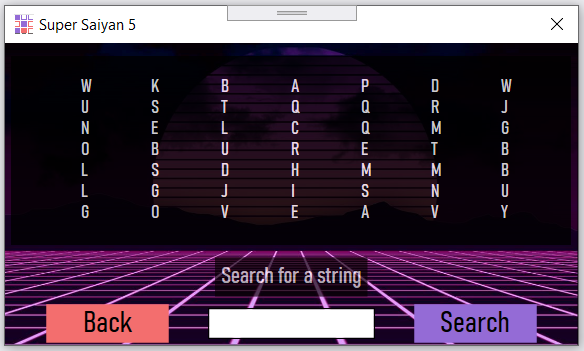 Super Saiyan 5
W K B A P D W
U S T Q Q R J
N E L C Q M G
O B U R E T B
L S D H M M B
L G J I S N U
G O V E A V Y
Search for a string
Back
Search